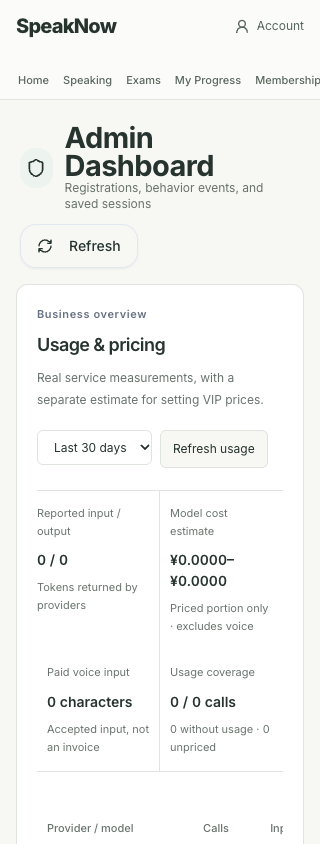 SpeakNow
Account
Home Speaking Exams My Progress Membership
Admin
Dashboard
Registrations, behavior events, and
saved sessions
Refresh
Business overview
Usage & pricing
Real service measurements, with a
separate estimate for setting VIP prices.
Last 30 days
Refresh usage
Reported input /
output
0 / 0
Tokens returned by
providers
Model cost
estimate
¥0.0000–
¥0.0000
Priced portion only
· excludes voice
Paid voice input
0 characters
Accepted input, not
an invoice
Usage coverage
0 / 0 calls
0 without usage · 0
unpriced
Provider / model Calls